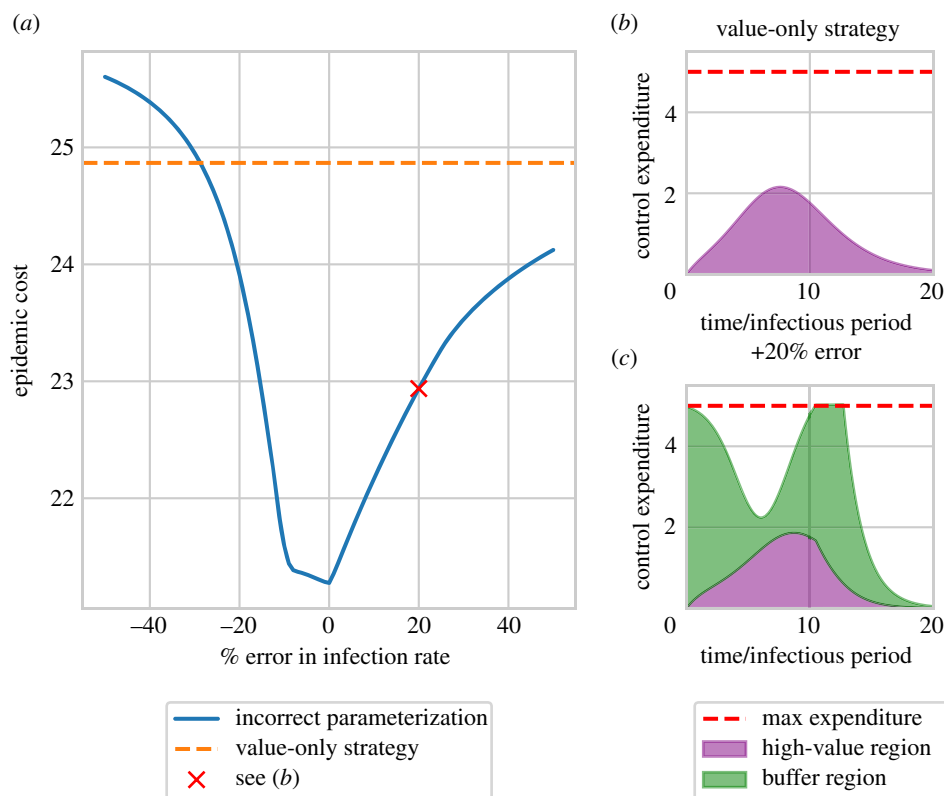 (a)
epidemic cost
25
24
23
22
–40
–20
0
20
40
% error in infection rate
incorrect parameterization
value-only strategy
see (b)
(b)
value-only strategy
control expenditure
4
2
0
10
20
time/infectious period
(c)
+20% error
control expenditure
4
2
0
10
20
time/infectious period
max expenditure
high-value region
buffer region